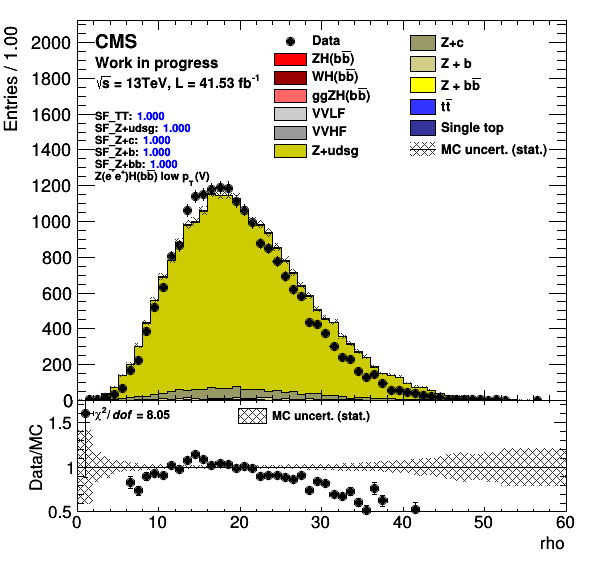 CMS
Work in progress
√s = 13TeV, L = 41.53 fb⁻¹
SF_TT: 1.000
SF_Z+udsg: 1.000
SF_Z+c: 1.000
SF_Z+b: 1.000
SF_Z+bb: 1.000
Z(e⁻e⁺)H(bb̅) low p_T(V)
Data
ZH(bb̅)
WH(bb̅)
ggZH(bb̅)
VVLF
VVHF
Z+udsg
Z+c
Z + b
Z + bb̅
tt̅
Single top
MC uncert. (stat.)
Entries / 1.00
2000
1800
1600
1400
1200
1000
800
600
400
200
0
χ²/dof = 8.05
MC uncert. (stat.)
Data/MC
1.5
1
0.5
0 10 20 30 40 50 60
rho